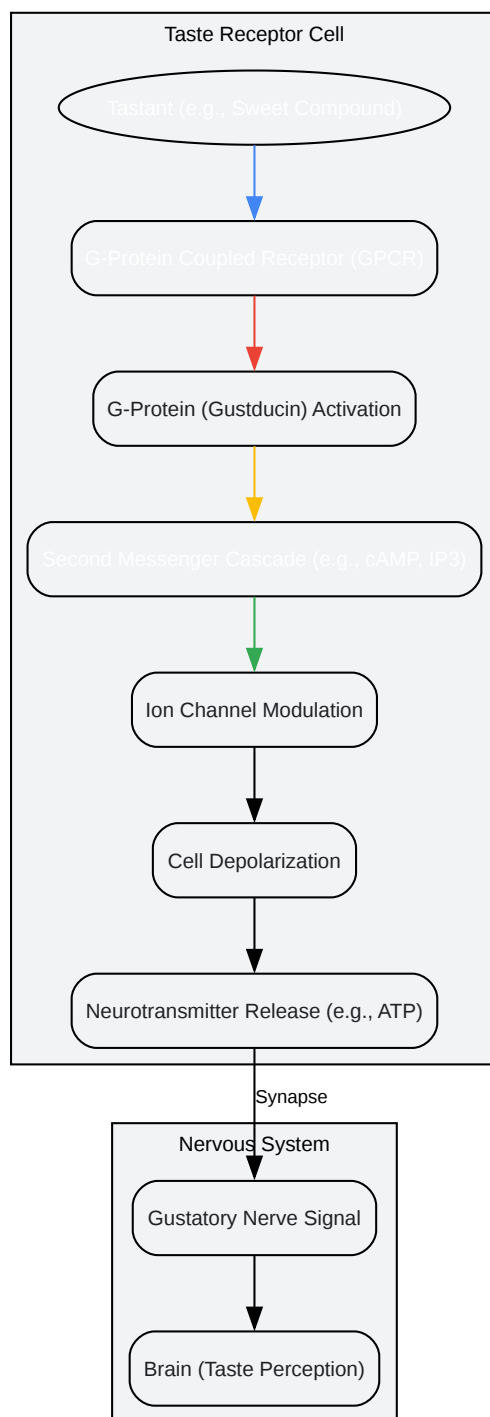 Taste Receptor Cell
Tastant (e.g., Sweet Compound)
G-Protein Coupled Receptor (GPCR)
G-Protein (Gustducin) Activation
Second Messenger Cascade (e.g., cAMP, IP3)
Ion Channel Modulation
Cell Depolarization
Neurotransmitter Release (e.g., ATP)
Synapse
Nervous System
Gustatory Nerve Signal
Brain (Taste Perception)